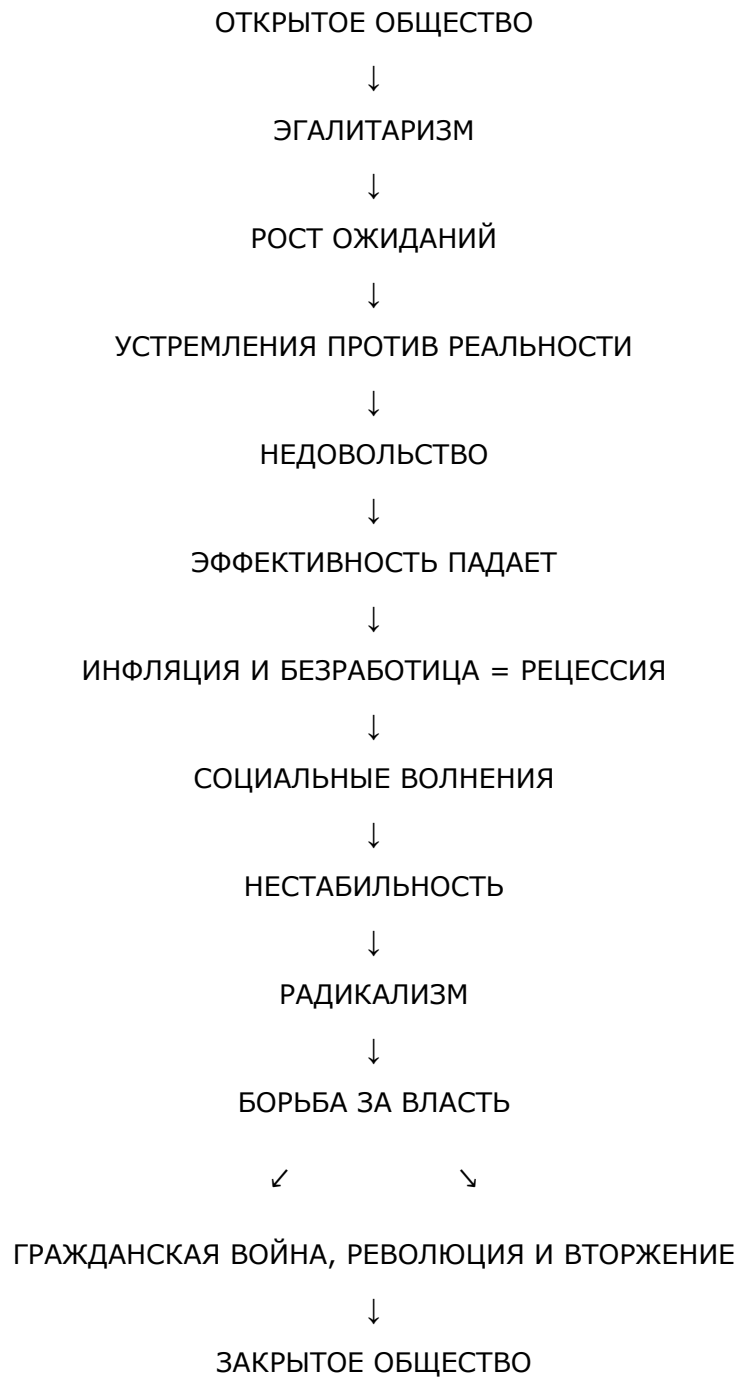 ОТКРЫТОЕ ОБЩЕСТВО
↓
ЭГАЛИТАРИЗМ
↓
РОСТ ОЖИДАНИЙ
↓
УСТРЕМЛЕНИЯ ПРОТИВ РЕАЛЬНОСТИ
↓
НЕДОВОЛЬСТВО
↓
ЭФФЕКТИВНОСТЬ ПАДАЕТ
↓
ИНФЛЯЦИЯ И БЕЗРАБОТИЦА = РЕЦЕССИЯ
↓
СОЦИАЛЬНЫЕ ВОЛНЕНИЯ
↓
НЕСТАБИЛЬНОСТЬ
↓
РАДИКАЛИЗМ
↓
БОРЬБА ЗА ВЛАСТЬ
↙ ↘
ГРАЖДАНСКАЯ ВОЙНА, РЕВОЛЮЦИЯ И ВТОРЖЕНИЕ
↓
ЗАКРЫТОЕ ОБЩЕСТВО